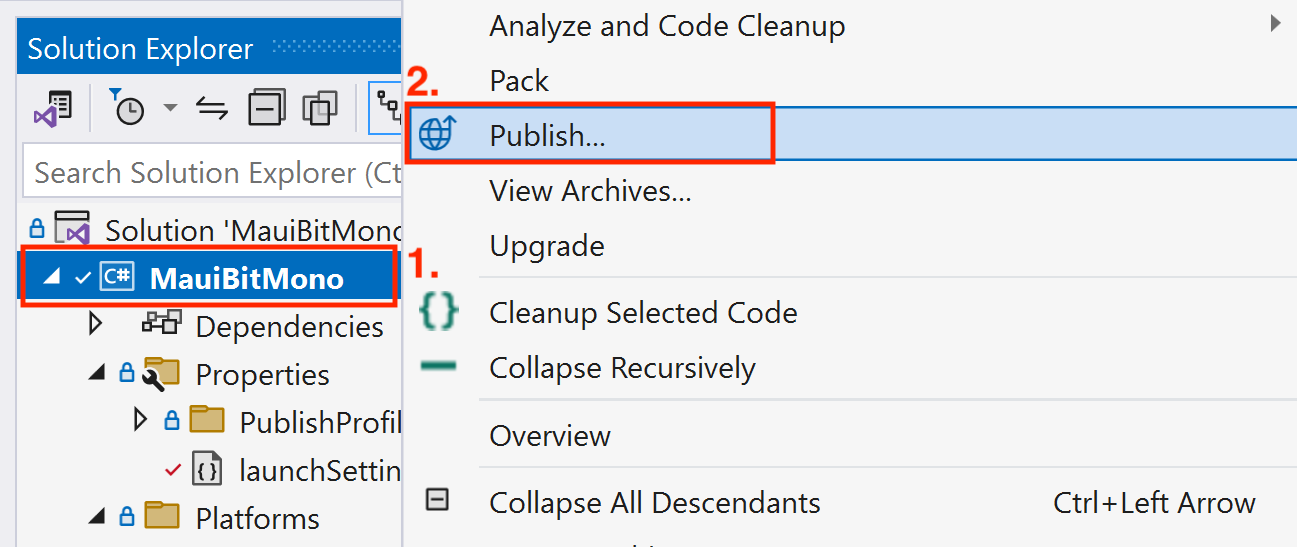 Solution Explorer
Search Solution Explorer (Ct
Solution 'MauiBitMono
1.
C# MauiBitMono
Dependencies
Properties
PublishProfil
launchSettin
Platforms
Analyze and Code Cleanup
Pack
2.
Publish...
View Archives...
Upgrade
Cleanup Selected Code
Collapse Recursively
Overview
Collapse All Descendants Ctrl+Left Arrow